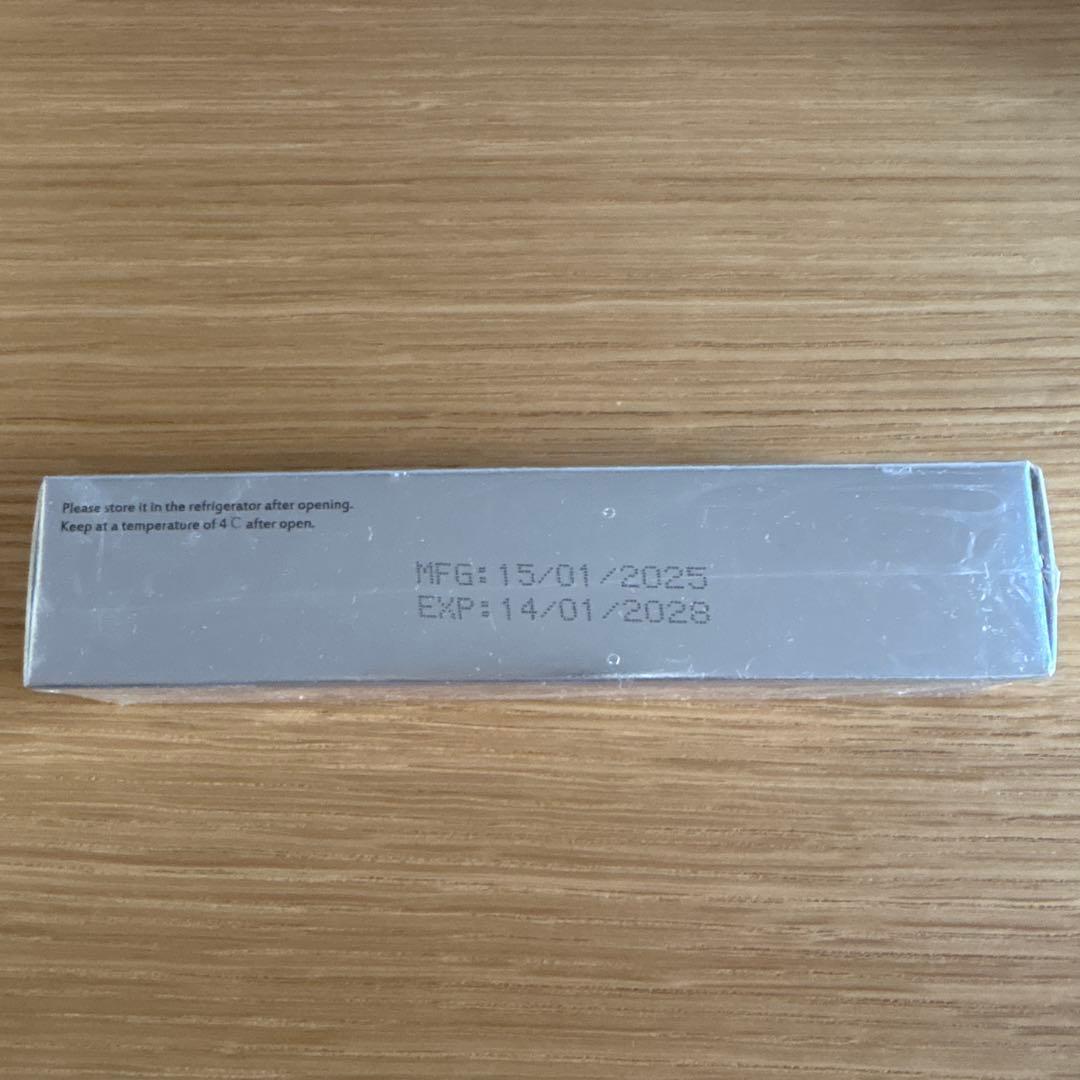 Please store it in the refrigerator after opening.
Keep at a temperature of 4℃ after open.
MFG:15/01/2025
EXP:14/01/2028